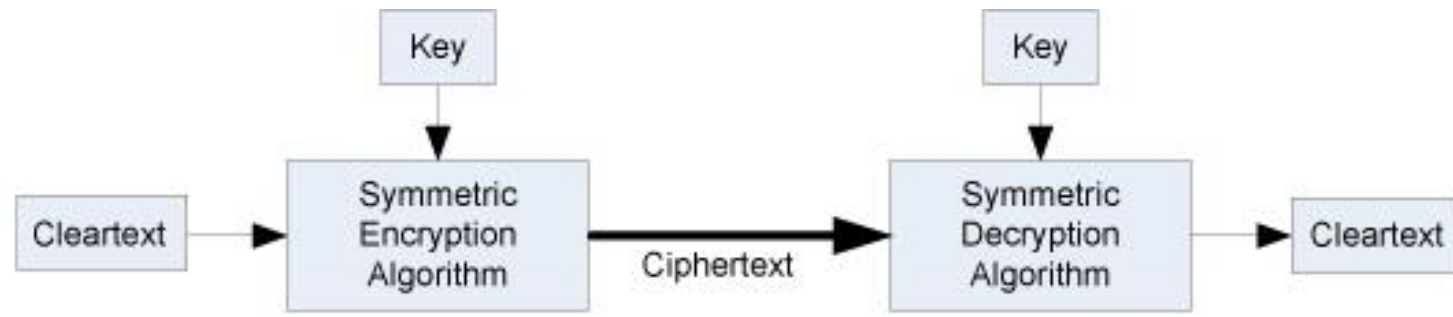 Key
Key
Cleartext
Symmetric
Encryption
Algorithm
Ciphertext
Symmetric
Decryption
Algorithm
Cleartext